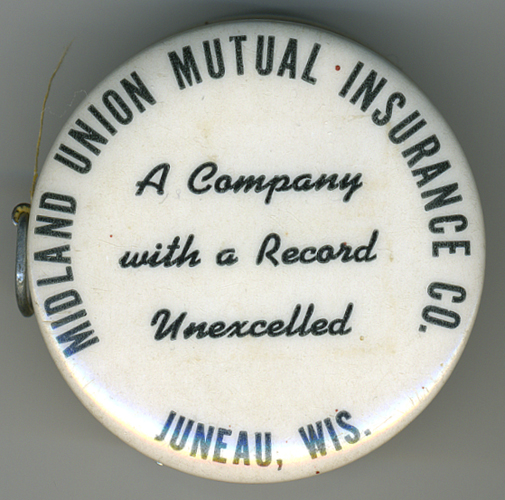 MIDLAND UNION MUTUAL INSURANCE CO.
A Company
with a Record
Unexcelled
JUNEAU, WIS.